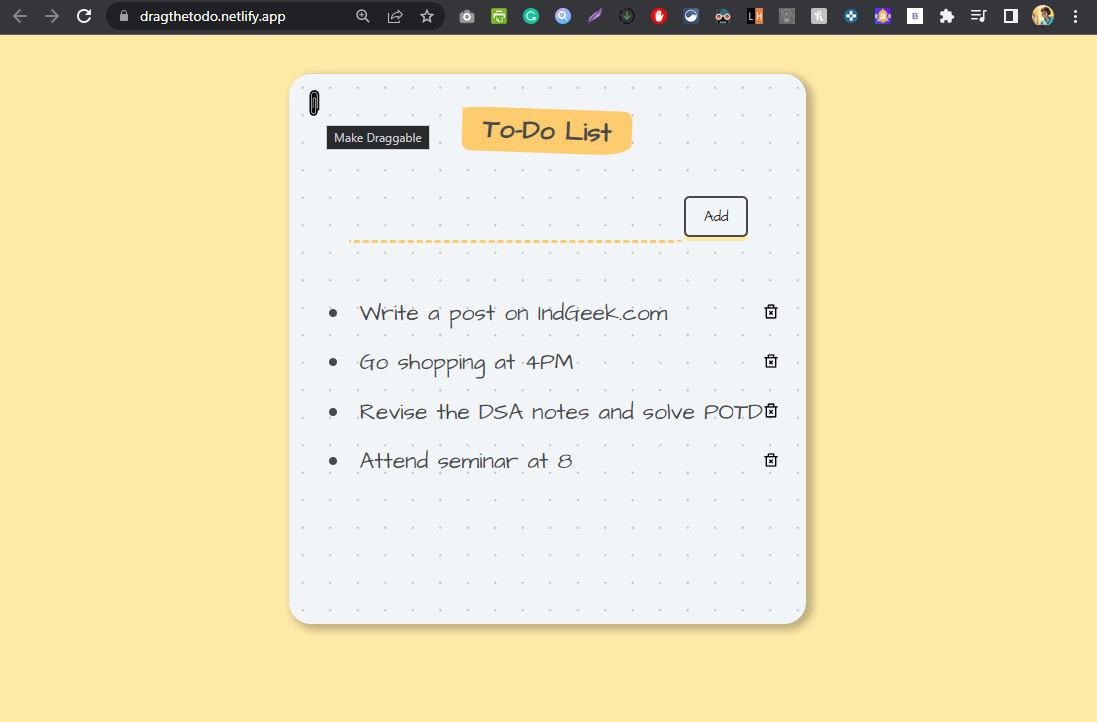 dragthetodo.netlify.app
To-Do List
Make Draggable
Add
Write a post on IndGeek.com
Go shopping at 4PM
Revise the DSA notes and solve POTD
Attend seminar at 8